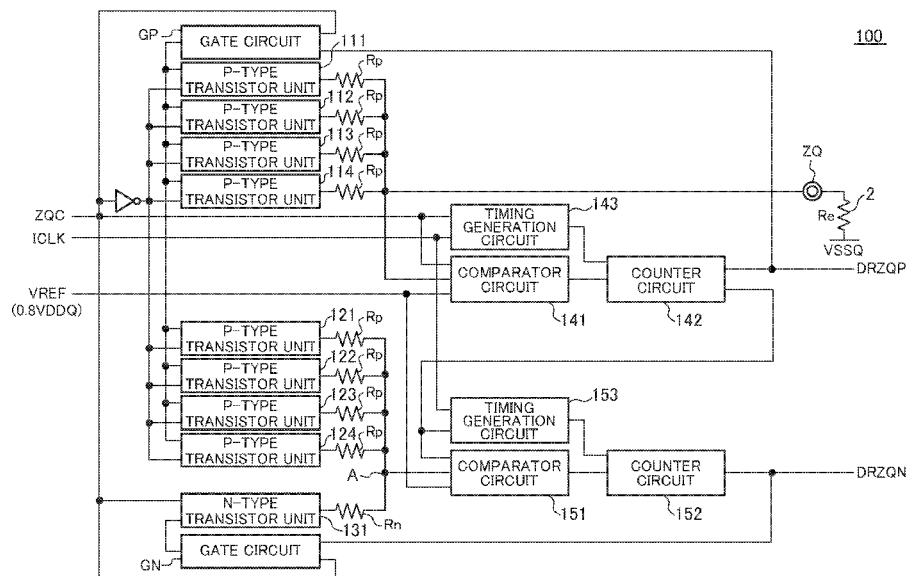 100
GP
GATE CIRCUIT
111
P-TYPE
TRANSISTOR UNIT
Rp
112
P-TYPE
TRANSISTOR UNIT
Rp
113
P-TYPE
TRANSISTOR UNIT
Rp
114
P-TYPE
TRANSISTOR UNIT
Rp
ZQ
2
Re
VSSQ
ZQC
ICLK
143
TIMING
GENERATION
CIRCUIT
COMPARATOR
CIRCUIT
141
COUNTER
CIRCUIT
142
DRZQP
VREF
(0.8VDDQ)
121
P-TYPE
TRANSISTOR UNIT
Rp
122
P-TYPE
TRANSISTOR UNIT
Rp
123
P-TYPE
TRANSISTOR UNIT
Rp
124
P-TYPE
TRANSISTOR UNIT
Rp
A
153
TIMING
GENERATION
CIRCUIT
COMPARATOR
CIRCUIT
151
COUNTER
CIRCUIT
152
DRZQN
N-TYPE
TRANSISTOR UNIT
131
Rn
GATE CIRCUIT
GN